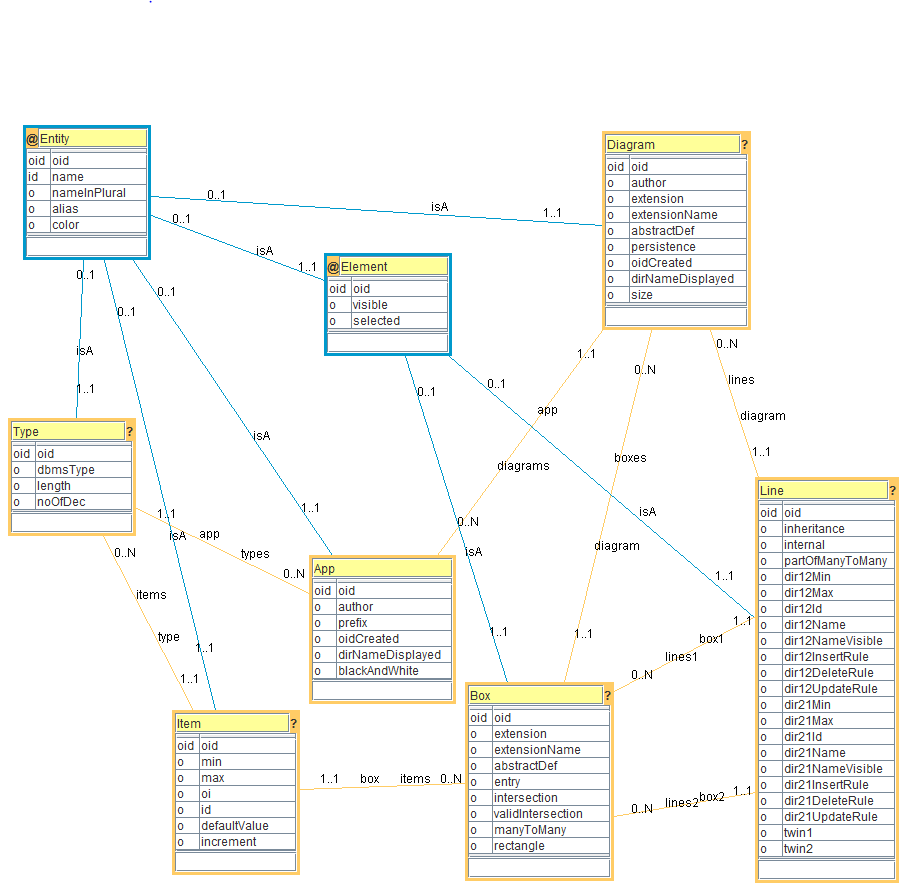 @ Entity
oid oid
id name
o nameInPlural
o alias
o color
Diagram ?
oid oid
o author
o extension
o extensionName
o abstractDef
o persistence
o oidCreated
o dirNameDisplayed
o size
@ Element
oid oid
o visible
o selected
0..1
isA
1..1
0..1
isA
1..1
0..1
isA
1..1
0..1
isA
1..1
0..1
isA
1..1
0..1
isA
1..1
0..1
isA
1..1
1..1
app
diagrams
0..N
0..N
boxes
diagram
1..1
0..N
lines
diagram
1..1
Type ?
oid oid
o dbmsType
o length
o noOfDec
1..1
app
types
0..N
0..N
items
type
1..1
App
oid oid
o author
o prefix
o oidCreated
o dirNameDisplayed
o blackAndWhite
Line ?
oid oid
o inheritance
o internal
o partOfManyToMany
o dir12Min
o dir12Max
o dir12Id
o dir12Name
o dir12NameVisible
o dir12InsertRule
o dir12DeleteRule
o dir12UpdateRule
o dir21Min
o dir21Max
o dir21Id
o dir21Name
o dir21NameVisible
o dir21InsertRule
o dir21DeleteRule
o dir21UpdateRule
o twin1
o twin2
1..1
box1
lines1
0..N
Box ?
oid oid
o extension
o extensionName
o abstractDef
o entry
o intersection
o validIntersection
o manyToMany
o rectangle
Item ?
oid oid
o min
o max
o oi
o id
o defaultValue
o increment
1..1 box items 0..N
0..N lines2 box2 1..1